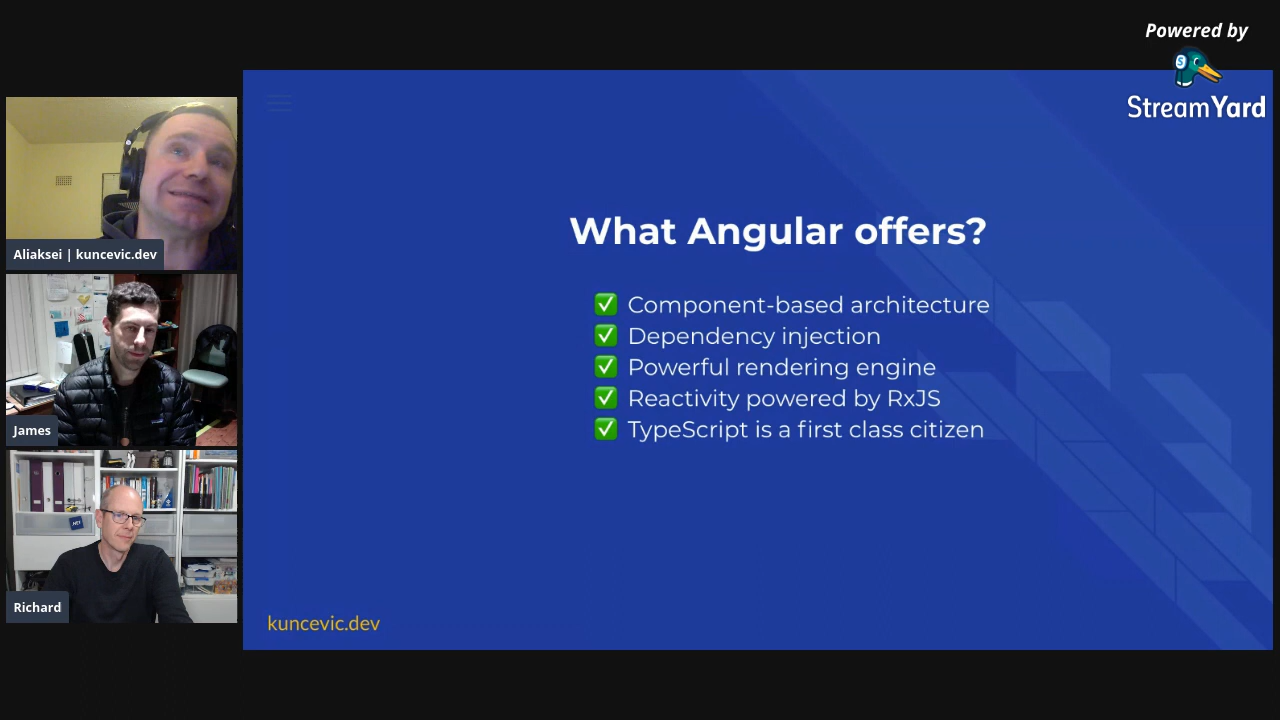 Powered by
StreamYard
Aliaksei | kuncevic.dev
James
Richard
What Angular offers?
Component-based architecture
Dependency injection
Powerful rendering engine
Reactivity powered by RxJS
TypeScript is a first class citizen
kuncevic.dev